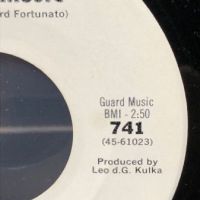 rd Fortunato)
Guard Music
BMI - 2:50
741
(45-61023)
Produced by
Leo d.G. Kulka